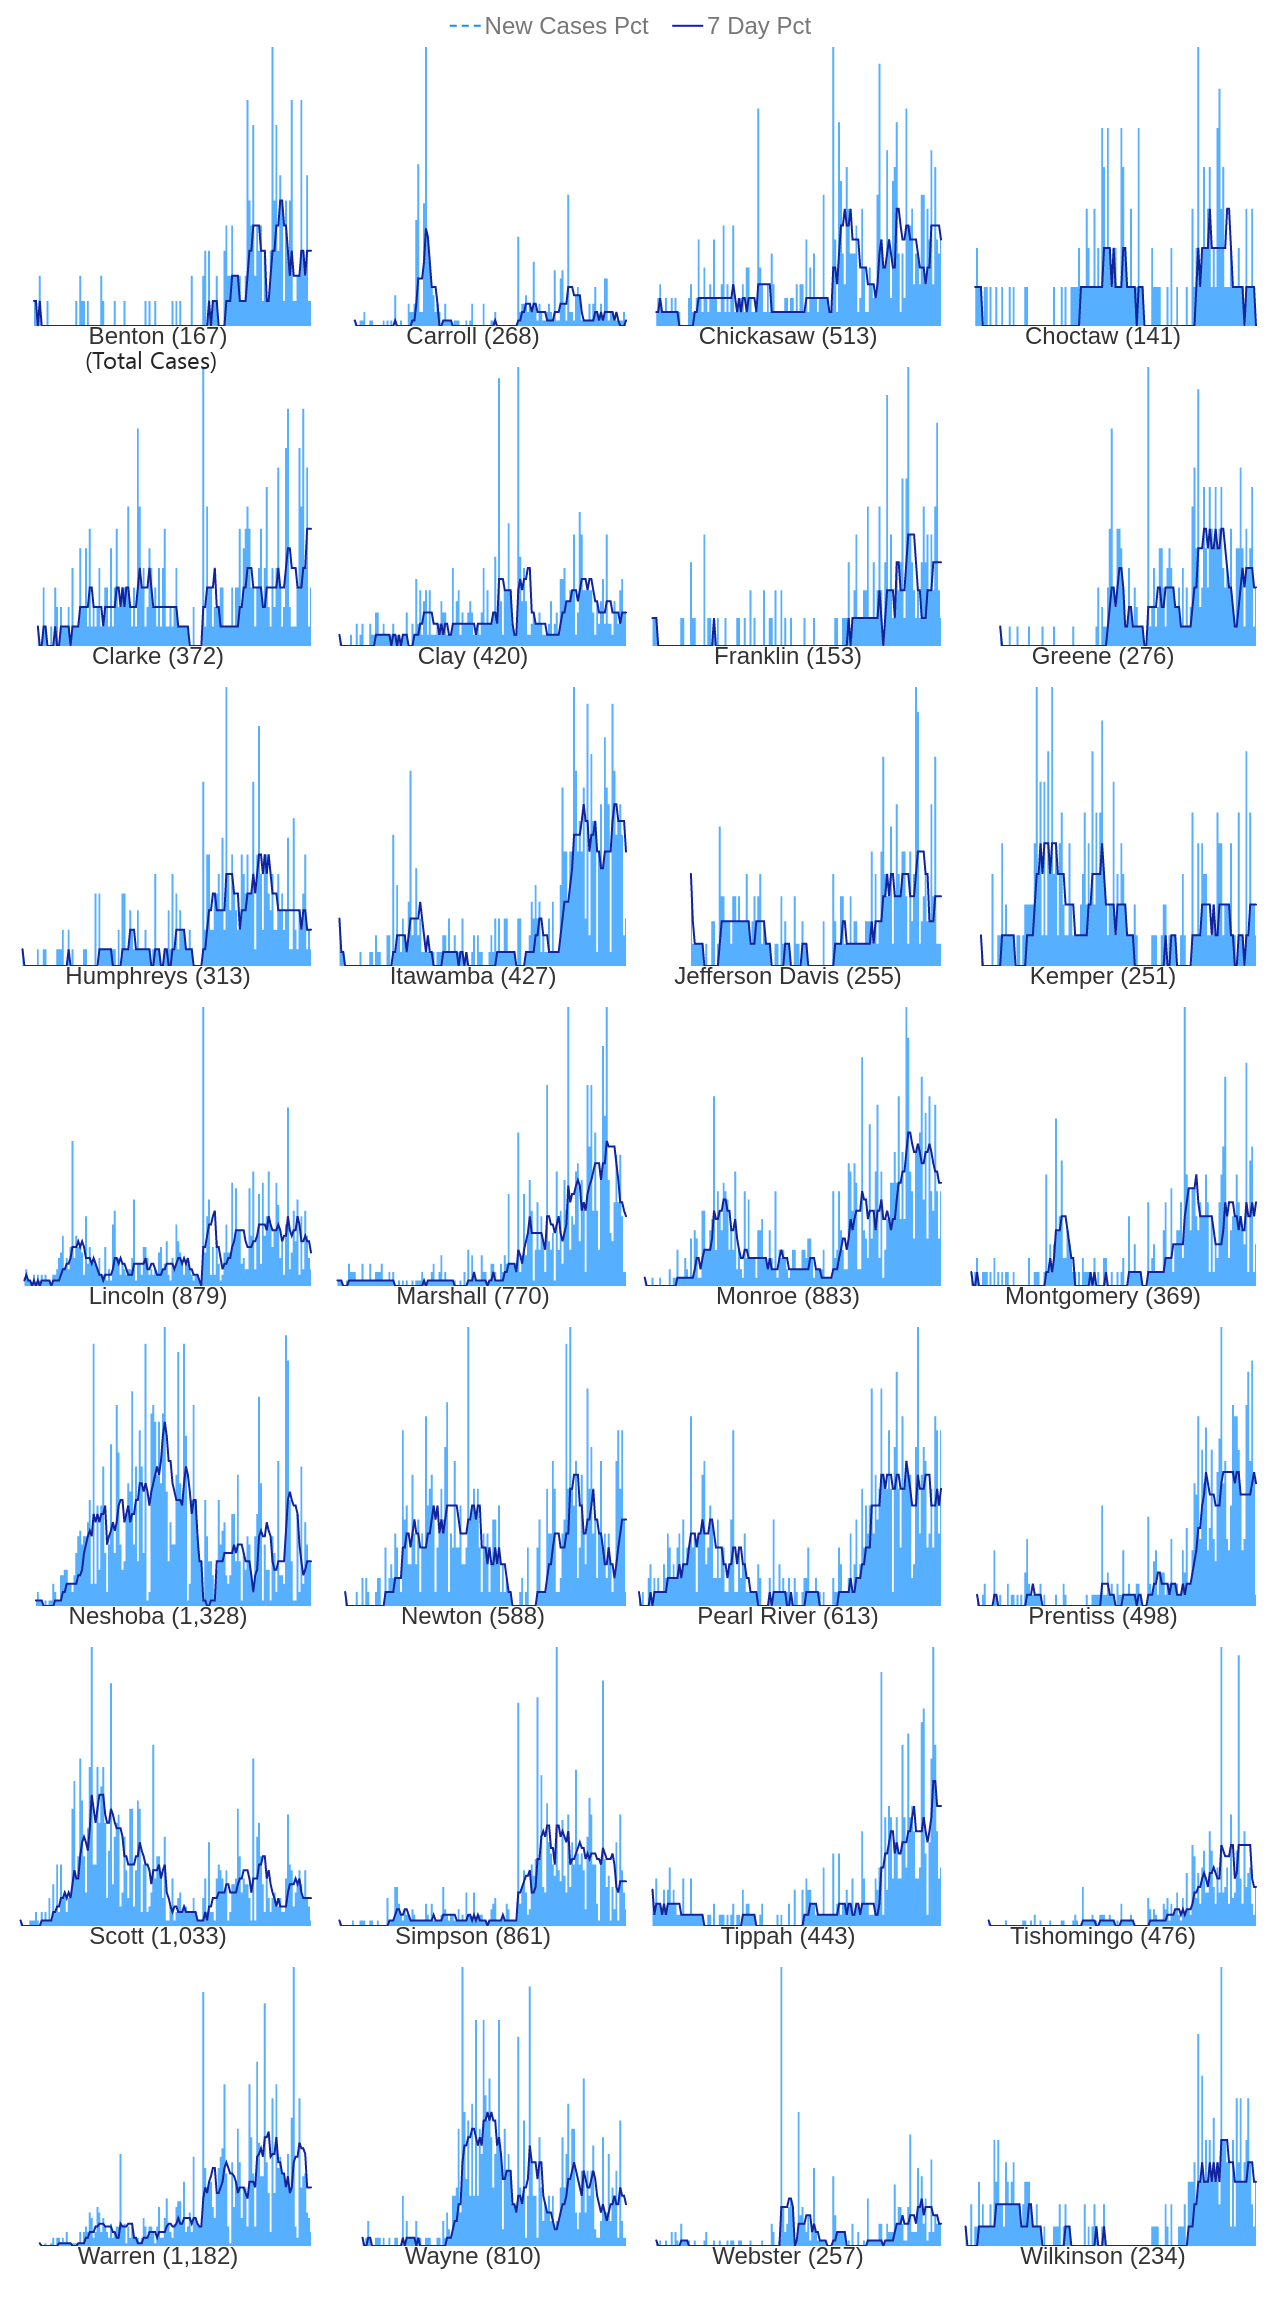 New Cases Pct 7 Day Pct
Benton (167) Carroll (268) Chickasaw (513) Choctaw (141)
(Total Cases)
Clarke (372) Clay (420) Franklin (153) Greene (276)
Humphreys (313) Itawamba (427) Jefferson Davis (255) Kemper (251)
Lincoln (879) Marshall (770) Monroe (883) Montgomery (369)
Neshoba (1,328) Newton (588) Pearl River (613) Prentiss (498)
Scott (1,033) Simpson (861) Tippah (443) Tishomingo (476)
Warren (1,182) Wayne (810) Webster (257) Wilkinson (234)